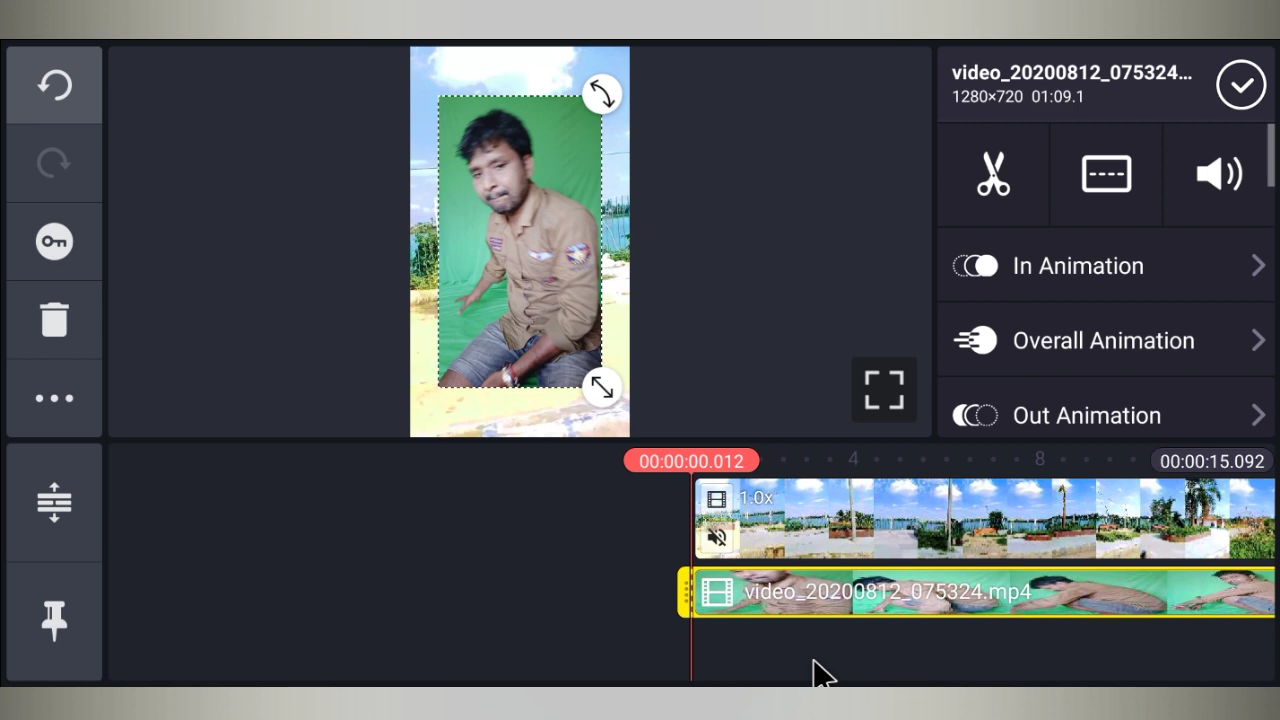 video_20200812_075324...
1280×720 01:09.1
In Animation
Overall Animation
Out Animation
00:00:00.012
4
8
00:00:15.092
1.0x
video_20200812_075324.mp4